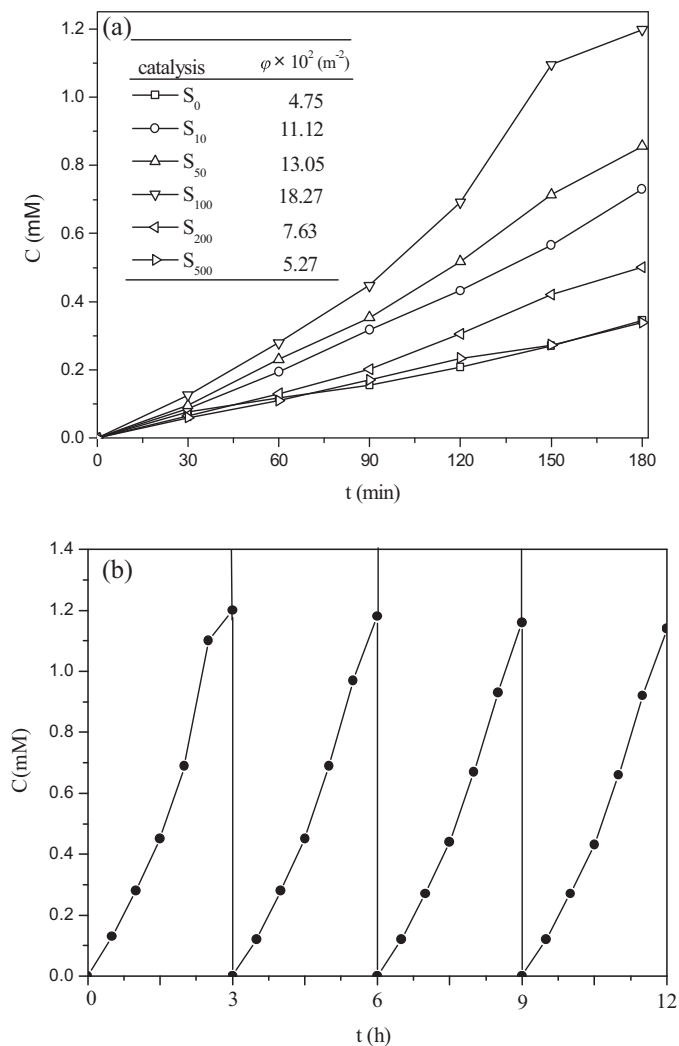 (a)
catalysis φ × 10² (m⁻²)
S₀ 4.75
S₁₀ 11.12
S₅₀ 13.05
S₁₀₀ 18.27
S₂₀₀ 7.63
S₅₀₀ 5.27
C (mM)
1.2
1.0
0.8
0.6
0.4
0.2
0.0
0 30 60 90 120 150 180
t (min)
(b)
C(mM)
1.4
1.2
1.0
0.8
0.6
0.4
0.2
0.0
0 3 6 9 12
t (h)